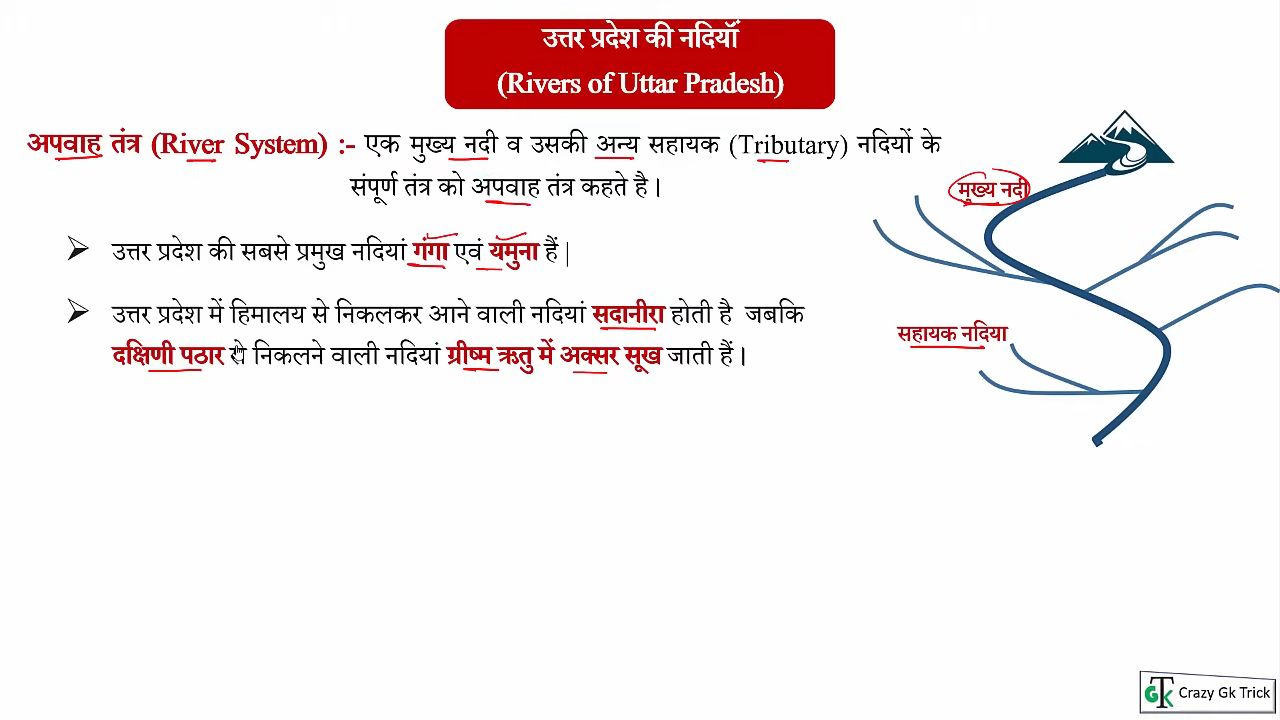 उत्तर प्रदेश की नदियाँ
(Rivers of Uttar Pradesh)
अपवाह तंत्र (River System) :- एक मुख्य नदी व उसकी अन्य सहायक (Tributary) नदियों के
संपूर्ण तंत्र को अपवाह तंत्र कहते है।
मुख्य नदी
उत्तर प्रदेश की सबसे प्रमुख नदियां गंगा एवं यमुना हैं |
उत्तर प्रदेश में हिमालय से निकलकर आने वाली नदियां सदानीरा होती है जबकि
दक्षिणी पठार से निकलने वाली नदियां ग्रीष्म ऋतु में अक्सर सूख जाती हैं।
सहायक नदिया
GTK Crazy Gk Trick